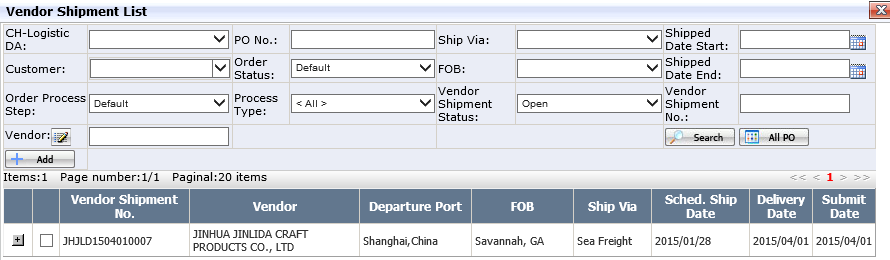 Vendor Shipment List
CH-Logistic DA: PO No.: Ship Via: Shipped Date Start:
Customer: Order Status: Default FOB: Shipped Date End:
Order Process Step: Default Process Type: < All > Vendor Shipment Status: Open Vendor Shipment No.:
Vendor: Search All PO
Add
Items:1 Page number:1/1 Paginal:20 items << < 1 > >>
Vendor Shipment No. Vendor Departure Port FOB Ship Via Sched. Ship Date Delivery Date Submit Date
JHJLD1504010007 JINHUA JINLIDA CRAFT PRODUCTS CO., LTD Shanghai,China Savannah, GA Sea Freight 2015/01/28 2015/04/01 2015/04/01